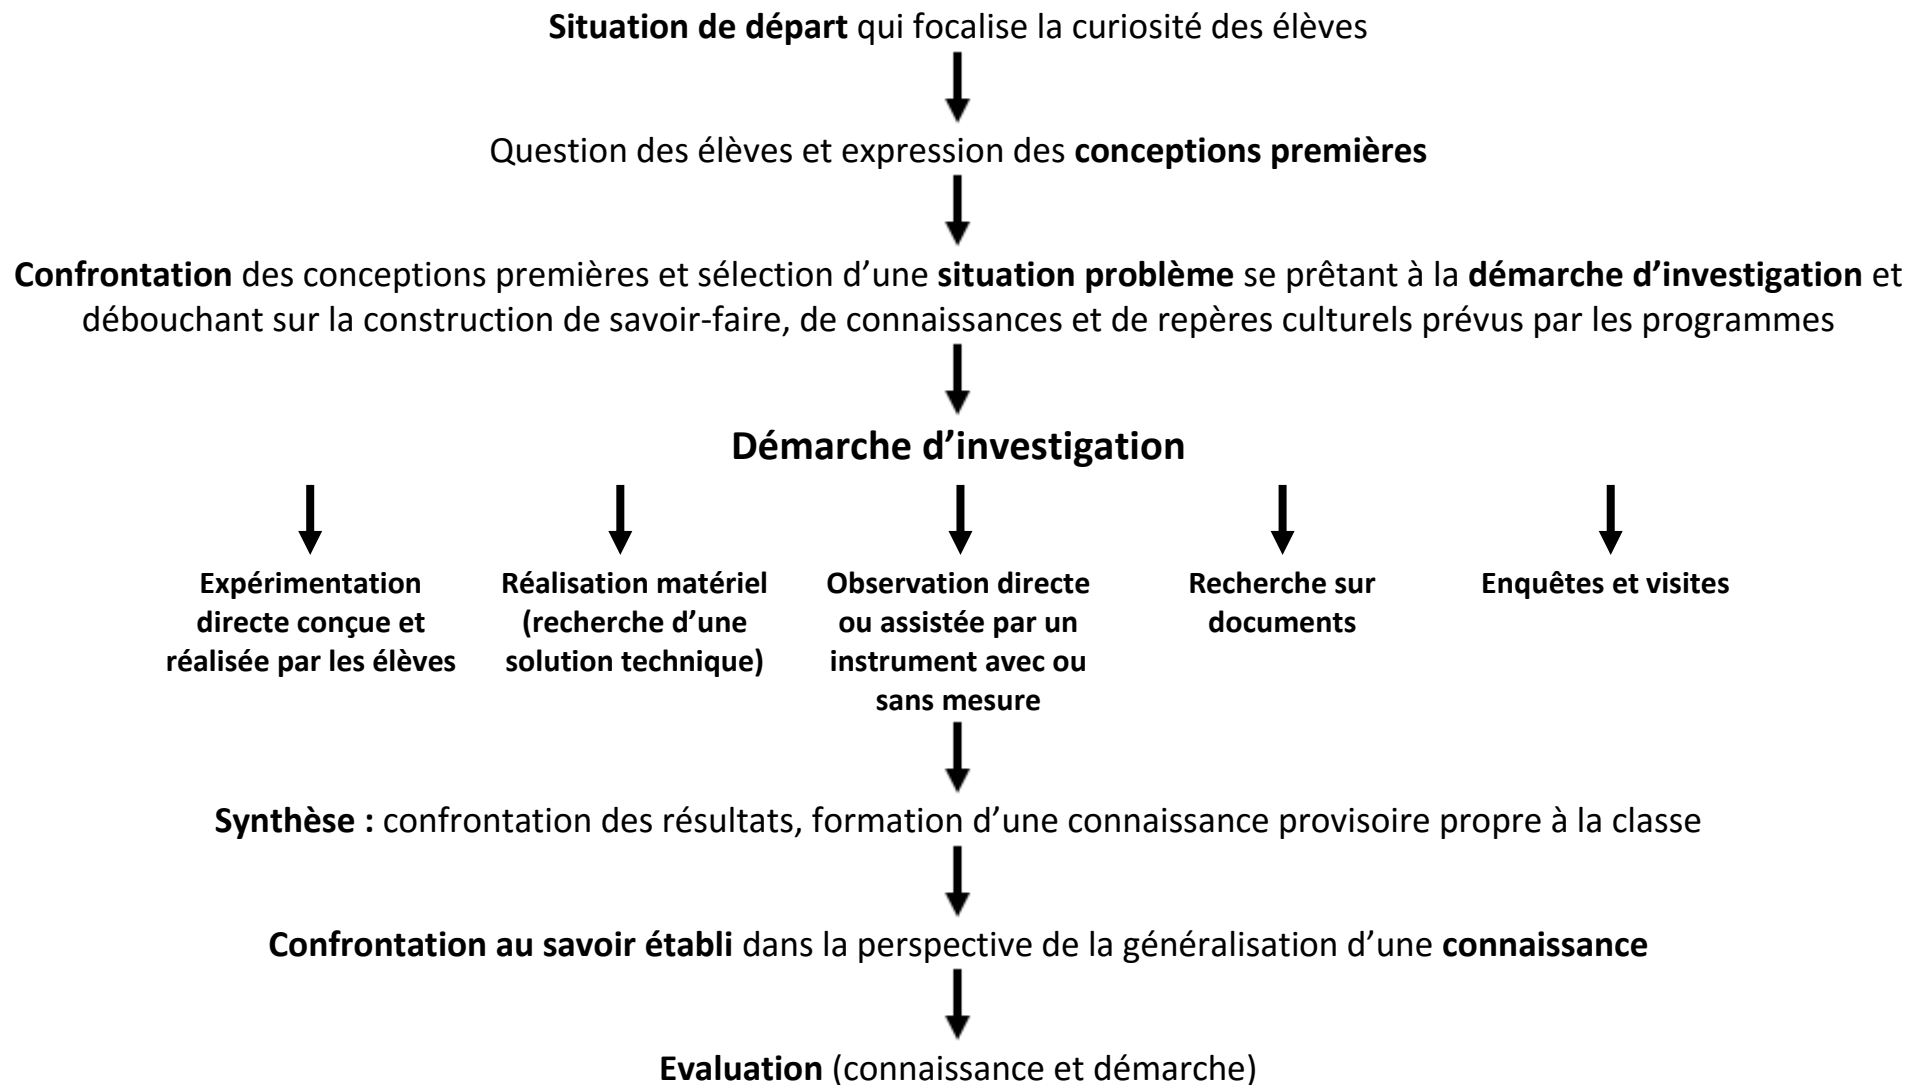 Situation de départ qui focalise la curiosité des élèves
Question des élèves et expression des conceptions premières
Confrontation des conceptions premières et sélection d’une situation problème se prêtant à la démarche d’investigation et
débouchant sur la construction de savoir-faire, de connaissances et de repères culturels prévus par les programmes
Démarche d’investigation
Expérimentation
directe conçue et
réalisée par les élèves
Réalisation matériel
(recherche d’une
solution technique)
Observation directe
ou assistée par un
instrument avec ou
sans mesure
Recherche sur
documents
Enquêtes et visites
Synthèse : confrontation des résultats, formation d’une connaissance provisoire propre à la classe
Confrontation au savoir établi dans la perspective de la généralisation d’une connaissance
Evaluation (connaissance et démarche)